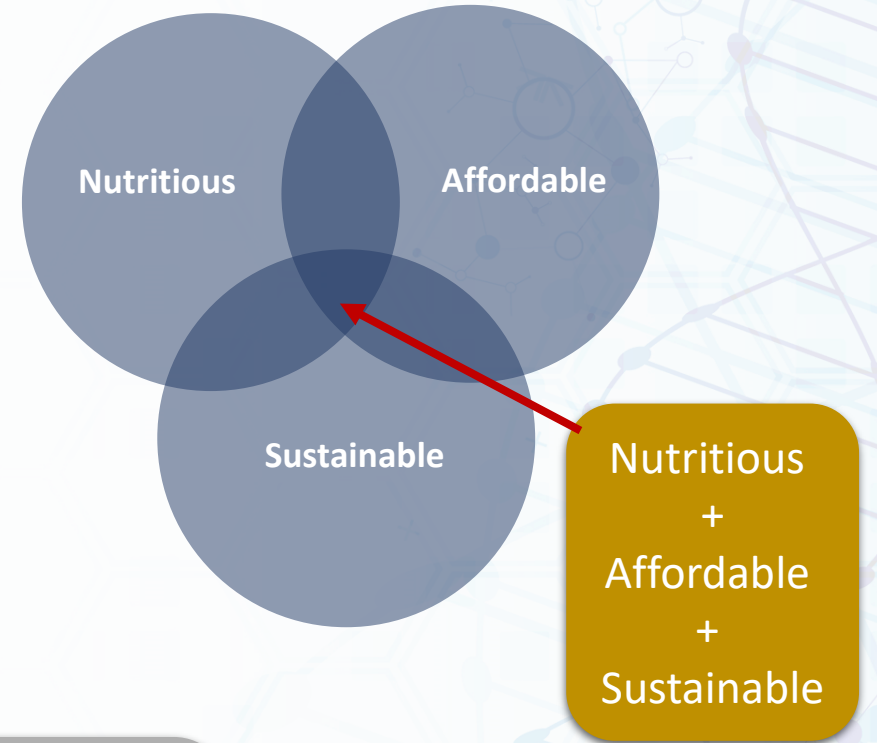 Nutritious
Affordable
Sustainable
Nutritious
+
Affordable
+
Sustainable